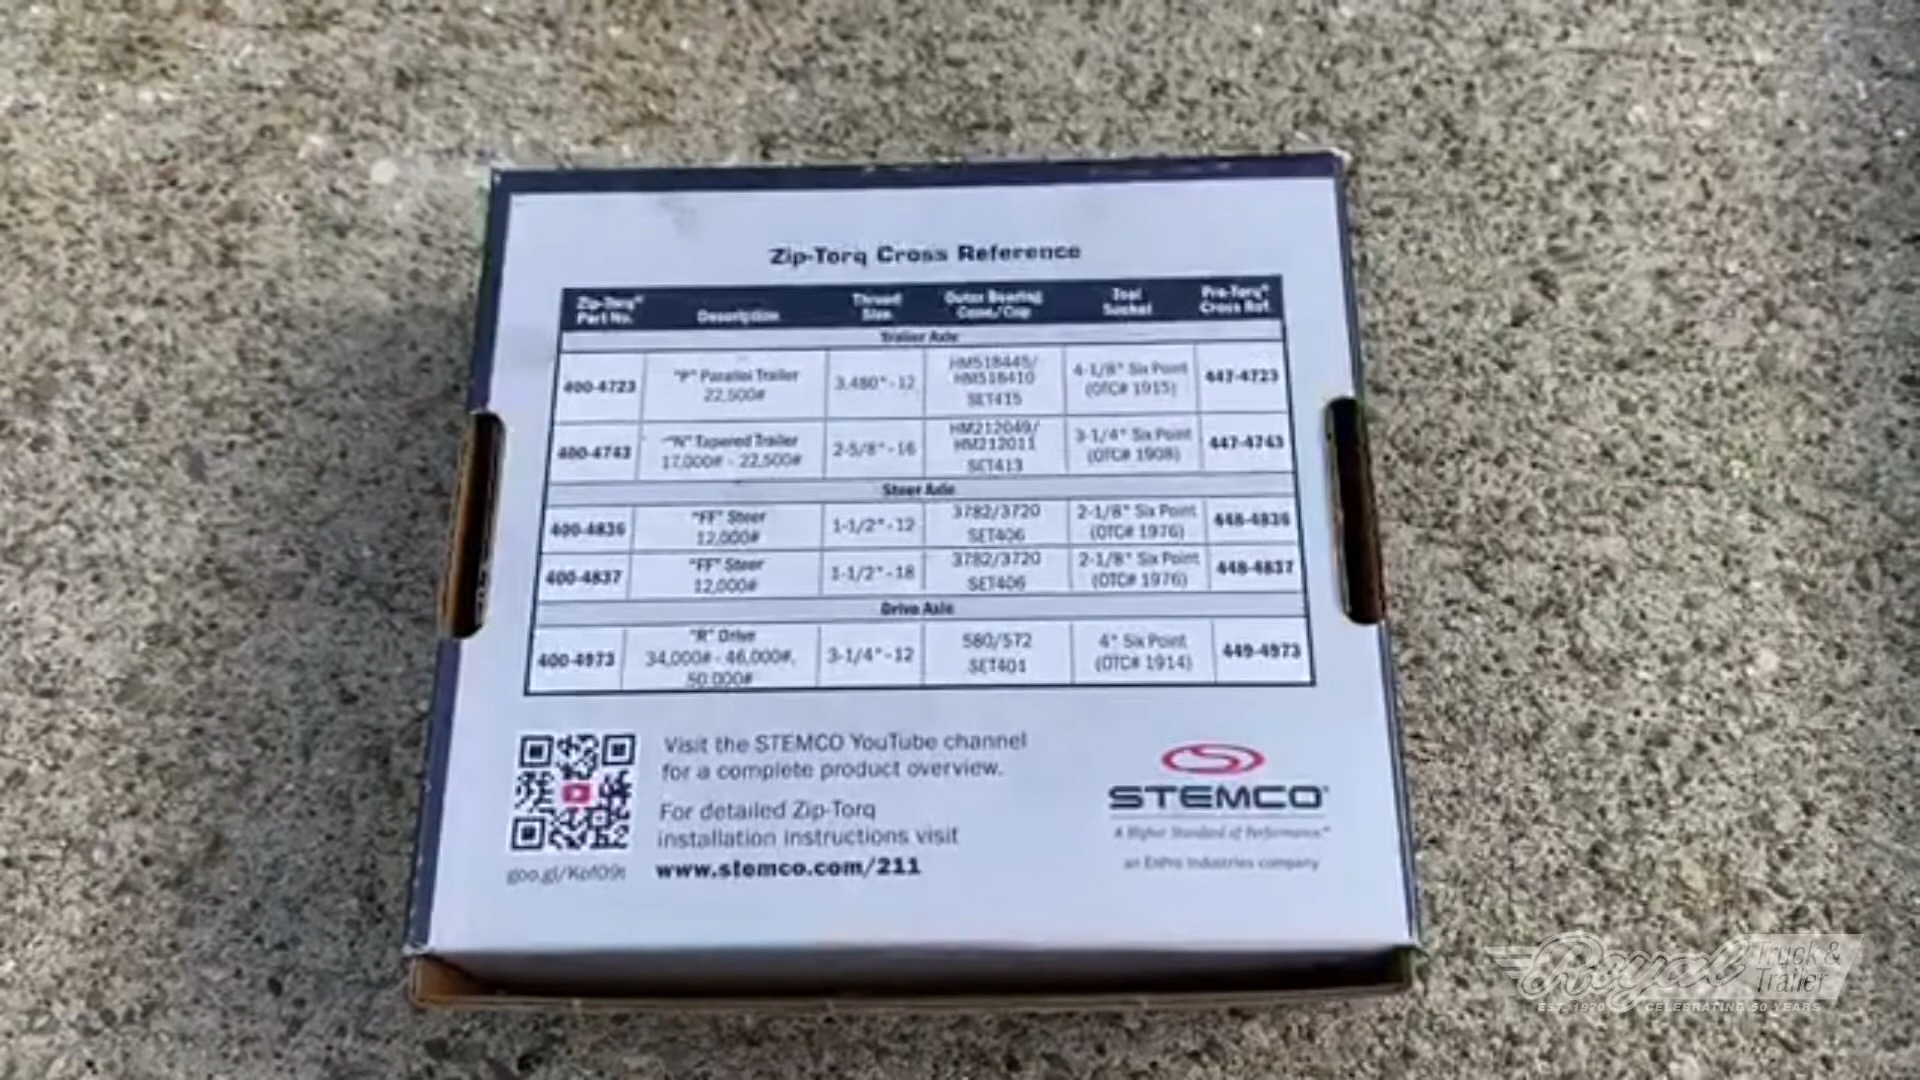 Zip-Torq Cross Reference
Zip-Torq® Part No. Description Thread Size Outer Bearing Cone/Cup Tool Socket Pro-Torq® Cross Ref.
Trailer Axle
400-4723 "P" Parallel Trailer 22,500# 3.480"-12 HM518445/ HM518410 SET415 4-1/8" Six Point (OTC# 1915) 447-4723
400-4743 "N" Tapered Trailer 17,000# - 22,500# 2-5/8"-16 HM212049/ HM212011 SET413 3-1/4" Six Point (OTC# 1908) 447-4743
Steer Axle
400-4836 "FF" Steer 12,000# 1-1/2"-12 3782/3720 SET406 2-1/8" Six Point (OTC# 1976) 448-4836
400-4837 "FF" Steer 12,000# 1-1/2"-18 3782/3720 SET406 2-1/8" Six Point (OTC# 1976) 448-4837
Drive Axle
400-4973 "R" Drive 34,000# - 46,000#, 50,000# 3-1/4"-12 580/572 SET401 4" Six Point (OTC# 1914) 449-4973
Visit the STEMCO YouTube channel
for a complete product overview.
For detailed Zip-Torq
installation instructions visit
www.stemco.com/211
STEMCO®
A Higher Standard of Performance.™
an EnPro Industries company
Royal Truck & Trailer
EST. 1970 CELEBRATING 50 YEARS